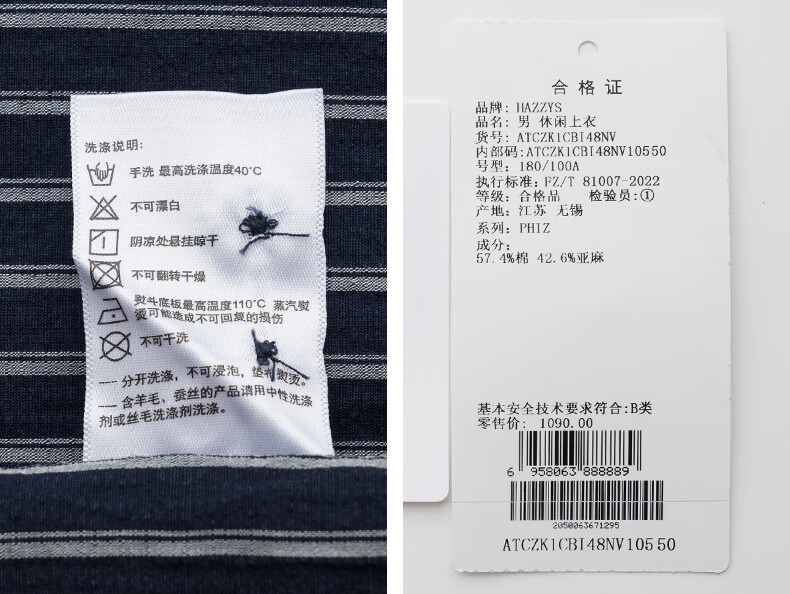 洗涤说明:
手洗 最高洗涤温度40°C
不可漂白
阴凉处悬挂晾干
不可翻转干燥
熨斗底板最高温度110°C 蒸汽熨
烫可能造成不可回复的损伤
不可干洗
— 分开洗涤，不可浸泡，垫布熨烫。
— 含羊毛、蚕丝的产品请用中性洗涤
剂或丝毛洗涤剂洗涤。
合格证
品牌: HAZZYS
品名: 男 休闲上衣
货号: ATCZK1CBI48NV
内部码:ATCZK1CBI48NV10550
号型: 180/100A
执行标准: FZ/T 81007-2022
等级: 合格品 检验员:①
产地: 江苏 无锡
系列: PHIZ
成分:
57.4%棉 42.6%亚麻
基本安全技术要求符合:B类
零售价: 1090.00
6 958063 888889
2050063671295
ATCZK1CBI48NV10550